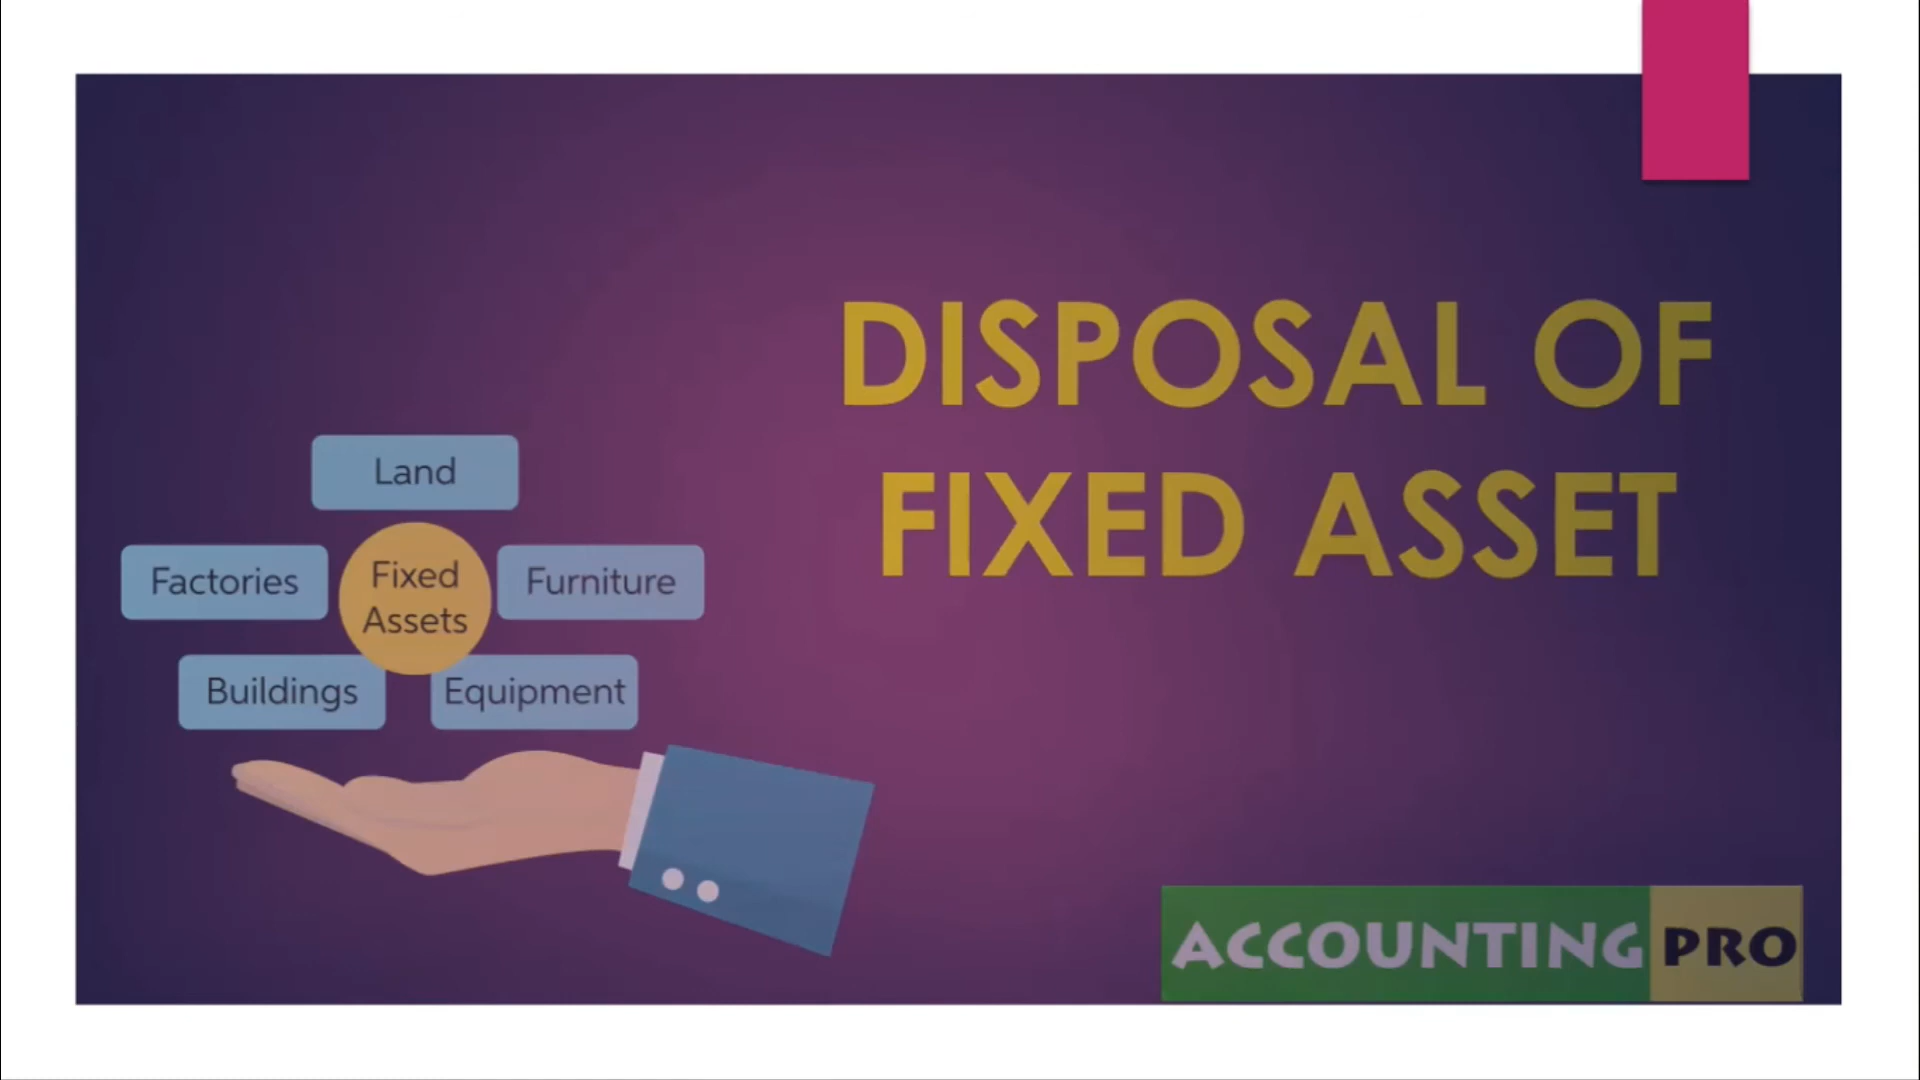 DISPOSAL OF
FIXED ASSET
Land
Factories
Fixed
Assets
Furniture
Buildings
Equipment
ACCOUNTING PRO